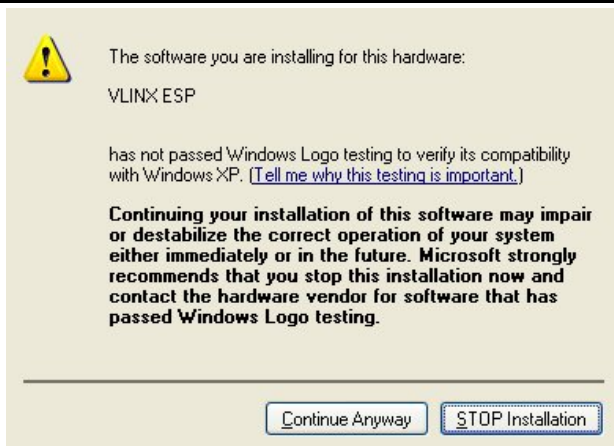 The software you are installing for this hardware:
VLINX ESP
has not passed Windows Logo testing to verify its compatibility
with Windows XP. (Tell me why this testing is important.)
Continuing your installation of this software may impair
or destabilize the correct operation of your system
either immediately or in the future. Microsoft strongly
recommends that you stop this installation now and
contact the hardware vendor for software that has
passed Windows Logo testing.
Continue Anyway
STOP Installation